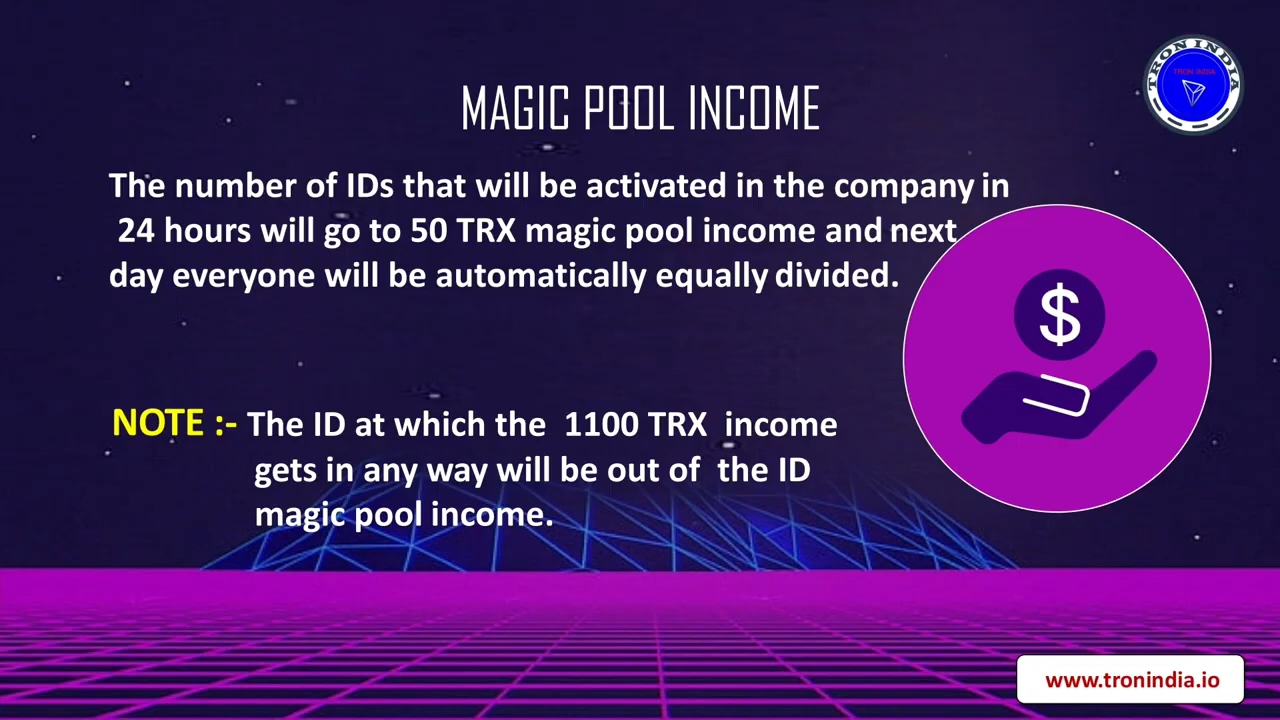 TRON INDIA
TRON INDIA
MAGIC POOL INCOME
The number of IDs that will be activated in the company in
24 hours will go to 50 TRX magic pool income and next
day everyone will be automatically equally divided.
$
NOTE :- The ID at which the 1100 TRX income
gets in any way will be out of the ID
magic pool income.
www.tronindia.io